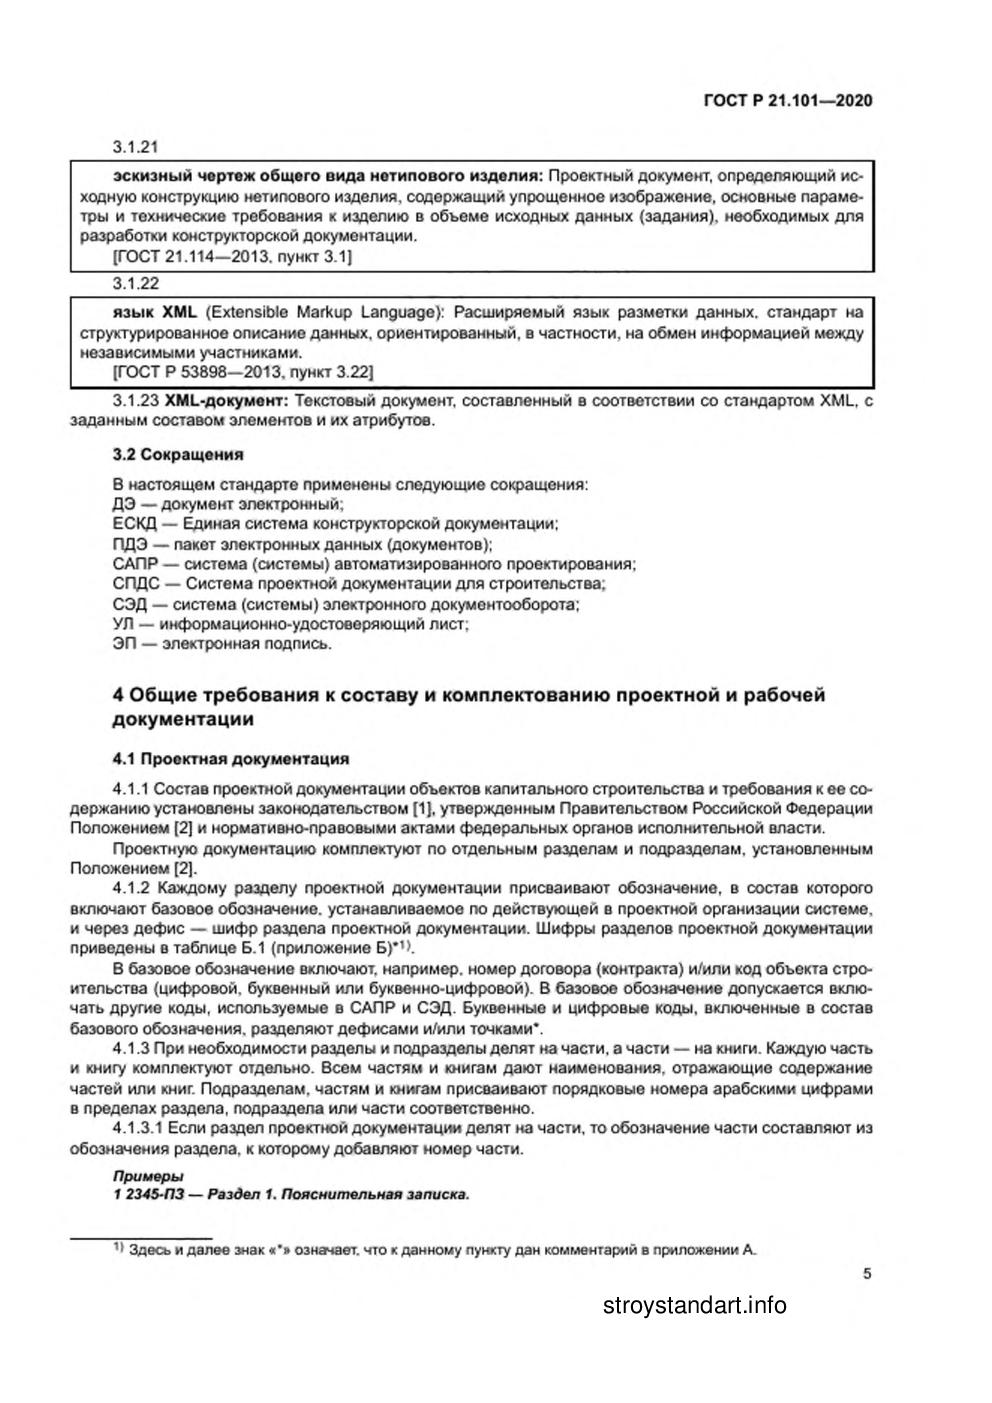 ГОСТ Р 21.101—2020
3.1.21
эскизный чертеж общего вида нетипового изделия: Проектный документ, определяющий ис-
ходную конструкцию нетипового изделия, содержащий упрощенное изображение, основные параме-
тры и технические требования к изделию в объеме исходных данных (задания), необходимых для
разработки конструкторской документации.
[ГОСТ 21.114—2013, пункт 3.1]
3.1.22
язык XML (Extensible Markup Language): Расширяемый язык разметки данных, стандарт на
структурированное описание данных, ориентированный, в частности, на обмен информацией между
независимыми участниками.
[ГОСТ Р 53898—2013, пункт 3.22]
3.1.23 XML-документ: Текстовый документ, составленный в соответствии со стандартом XML, с
заданным составом элементов и их атрибутов.
3.2 Сокращения
В настоящем стандарте применены следующие сокращения:
ДЭ — документ электронный;
ЕСКД — Единая система конструкторской документации;
ПДЭ — пакет электронных данных (документов);
САПР — система (системы) автоматизированного проектирования;
СПДС — Система проектной документации для строительства;
СЭД — система (системы) электронного документооборота;
УЛ — информационно-удостоверяющий лист;
ЭП — электронная подпись.
4 Общие требования к составу и комплектованию проектной и рабочей
документации
4.1 Проектная документация
4.1.1 Состав проектной документации объектов капитального строительства и требования к ее со-
держанию установлены законодательством [1], утвержденным Правительством Российской Федерации
Положением [2] и нормативно-правовыми актами федеральных органов исполнительной власти.
Проектную документацию комплектуют по отдельным разделам и подразделам, установленным
Положением [2].
4.1.2 Каждому разделу проектной документации присваивают обозначение, в состав которого
включают базовое обозначение, устанавливаемое по действующей в проектной организации системе,
и через дефис — шифр раздела проектной документации. Шифры разделов проектной документации
приведены в таблице Б.1 (приложение Б)*1).
В базовое обозначение включают, например, номер договора (контракта) и/или код объекта стро-
ительства (цифровой, буквенный или буквенно-цифровой). В базовое обозначение допускается вклю-
чать другие коды, используемые в САПР и СЭД. Буквенные и цифровые коды, включенные в состав
базового обозначения, разделяют дефисами и/или точками*.
4.1.3 При необходимости разделы и подразделы делят на части, а части — на книги. Каждую часть
и книгу комплектуют отдельно. Всем частям и книгам дают наименования, отражающие содержание
частей или книг. Подразделам, частям и книгам присваивают порядковые номера арабскими цифрами
в пределах раздела, подраздела или части соответственно.
4.1.3.1 Если раздел проектной документации делят на части, то обозначение части составляют из
обозначения раздела, к которому добавляют номер части.
Примеры
1 2345-ПЗ — Раздел 1. Пояснительная записка.
1) Здесь и далее знак «*» означает, что к данному пункту дан комментарий в приложении А.
5
stroystandart.info